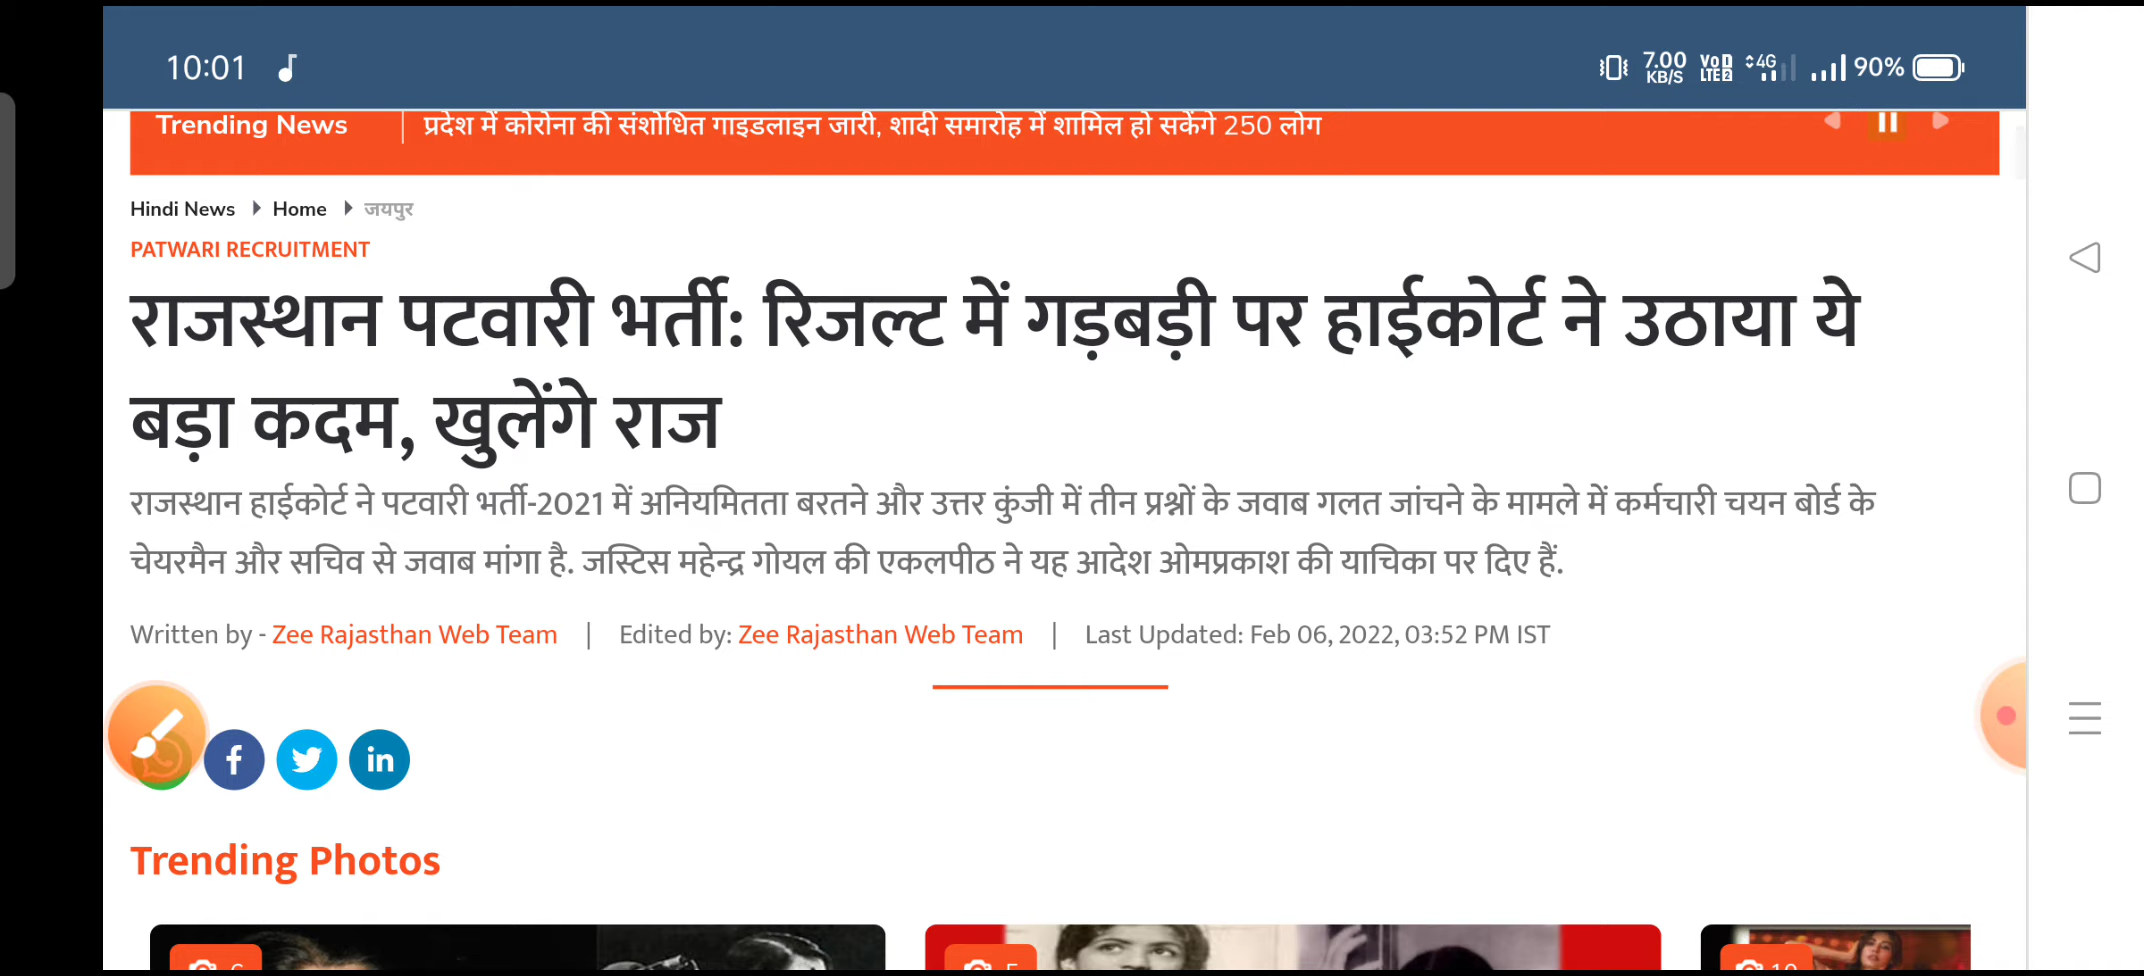 10:01
7.00 KB/S VoD LTE2 4G 90%
Trending News प्रदेश में कोरोना की संशोधित गाइडलाइन जारी, शादी समारोह में शामिल हो सकेंगे 250 लोग
Hindi News Home जयपुर
PATWARI RECRUITMENT
राजस्थान पटवारी भर्ती: रिजल्ट में गड़बड़ी पर हाईकोर्ट ने उठाया ये
बड़ा कदम, खुलेंगे राज
राजस्थान हाईकोर्ट ने पटवारी भर्ती-2021 में अनियमितता बरतने और उत्तर कुंजी में तीन प्रश्नों के जवाब गलत जांचने के मामले में कर्मचारी चयन बोर्ड के
चेयरमैन और सचिव से जवाब मांगा है. जस्टिस महेन्द्र गोयल की एकलपीठ ने यह आदेश ओमप्रकाश की याचिका पर दिए हैं.
Written by - Zee Rajasthan Web Team | Edited by: Zee Rajasthan Web Team | Last Updated: Feb 06, 2022, 03:52 PM IST
f in
Trending Photos